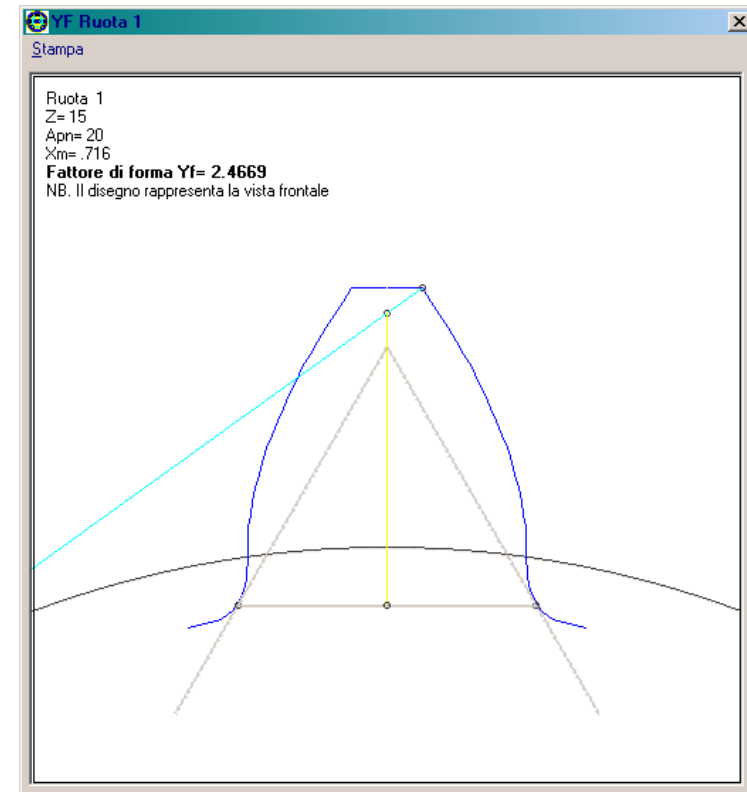 YF Ruota 1
Stampa
Ruota 1
Z= 15
Apn= 20
Xm= .716
Fattore di forma Yf= 2.4669
NB. Il disegno rappresenta la vista frontale